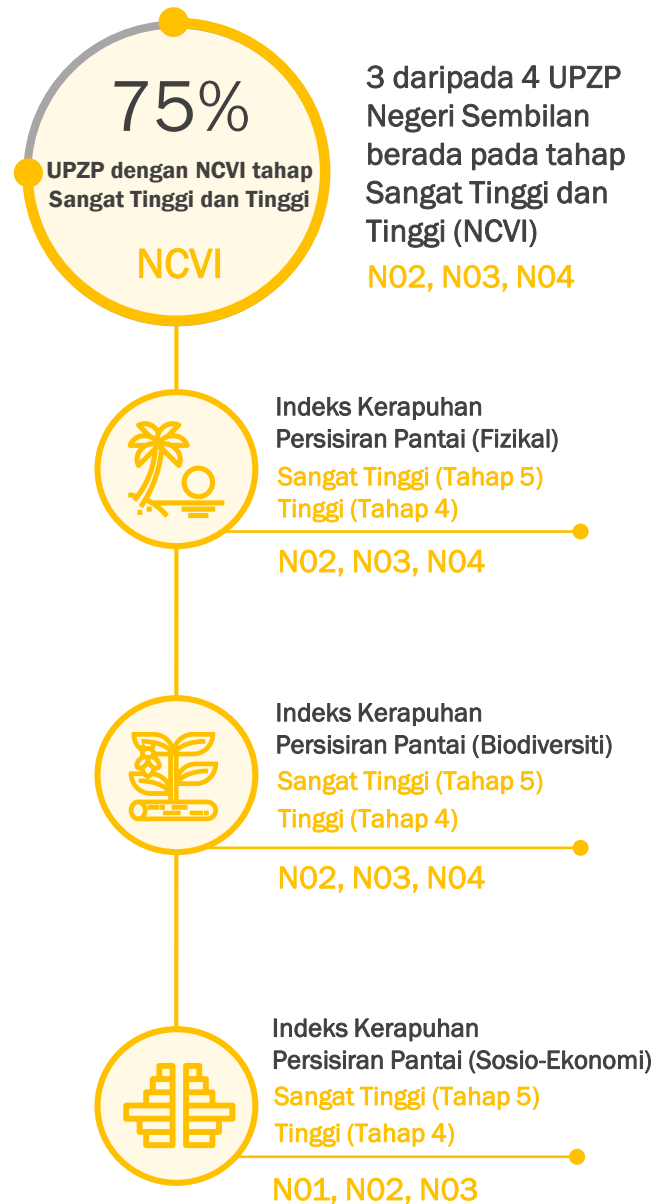 75%
UPZP dengan NCVI tahap
Sangat Tinggi dan Tinggi
NCVI
3 daripada 4 UPZP
Negeri Sembilan
berada pada tahap
Sangat Tinggi dan
Tinggi (NCVI)
N02, N03, N04
Indeks Kerapuhan
Persisiran Pantai (Fizikal)
Sangat Tinggi (Tahap 5)
Tinggi (Tahap 4)
N02, N03, N04
Indeks Kerapuhan
Persisiran Pantai (Biodiversiti)
Sangat Tinggi (Tahap 5)
Tinggi (Tahap 4)
N02, N03, N04
Indeks Kerapuhan
Persisiran Pantai (Sosio-Ekonomi)
Sangat Tinggi (Tahap 5)
Tinggi (Tahap 4)
N01, N02, N03